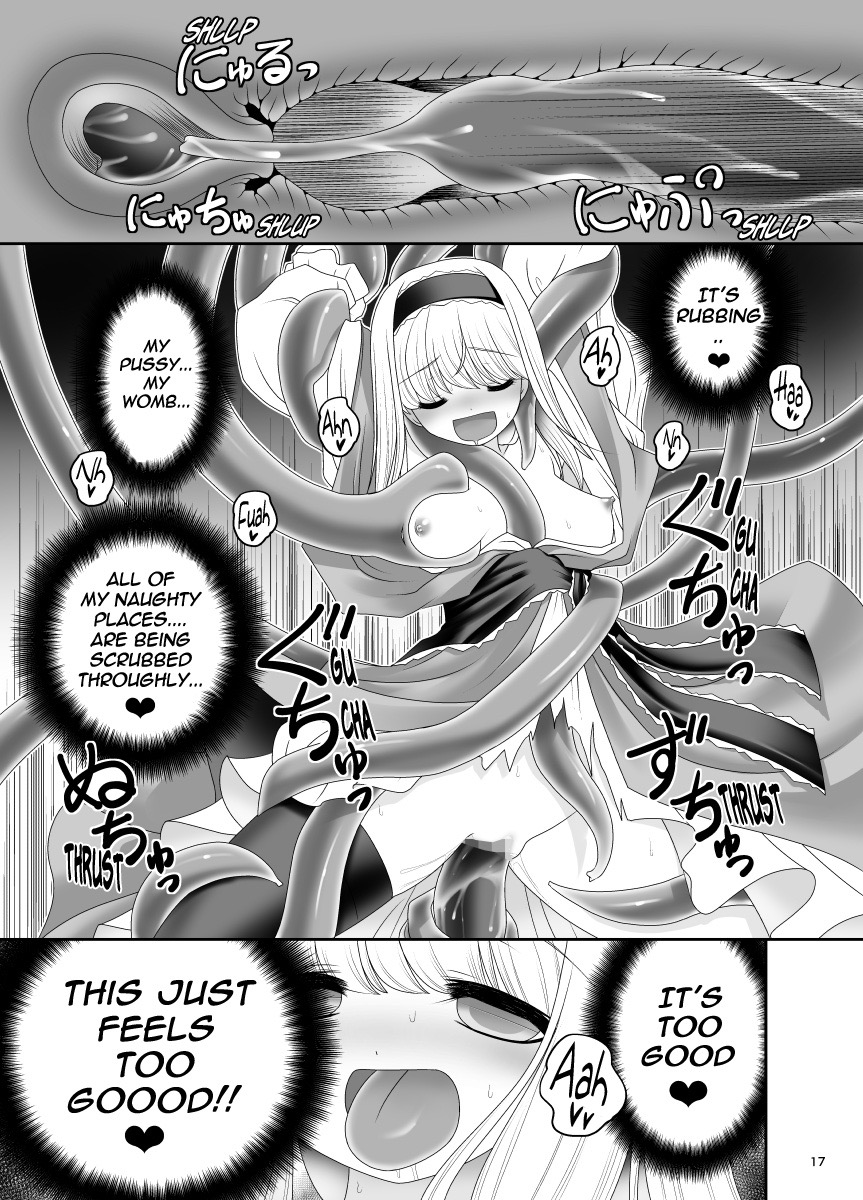 SHLLP
にゅるっ
にゅちゅ
SHLLUP
にゅぷっ
SHLLP
IT'S
RUBBING
..
♥
MY
PUSSY...
MY
WOMB...
Ah
Haa
Ahn
Nn
Nh
Fuah
ALL OF
MY NAUGHTY
PLACES....
ARE BEING
SCRUBBED
THROUGHLY...
♥
ぐちゅっ
GU
CHA
ぐちゅっ
GU
CHA
ずちゅっ
THRUST
ぬちゅっ
THRUST
IT'S
TOO
GOOD
♥
Aah
THIS JUST
FEELS
TOO
GOOOD!!
♥
17